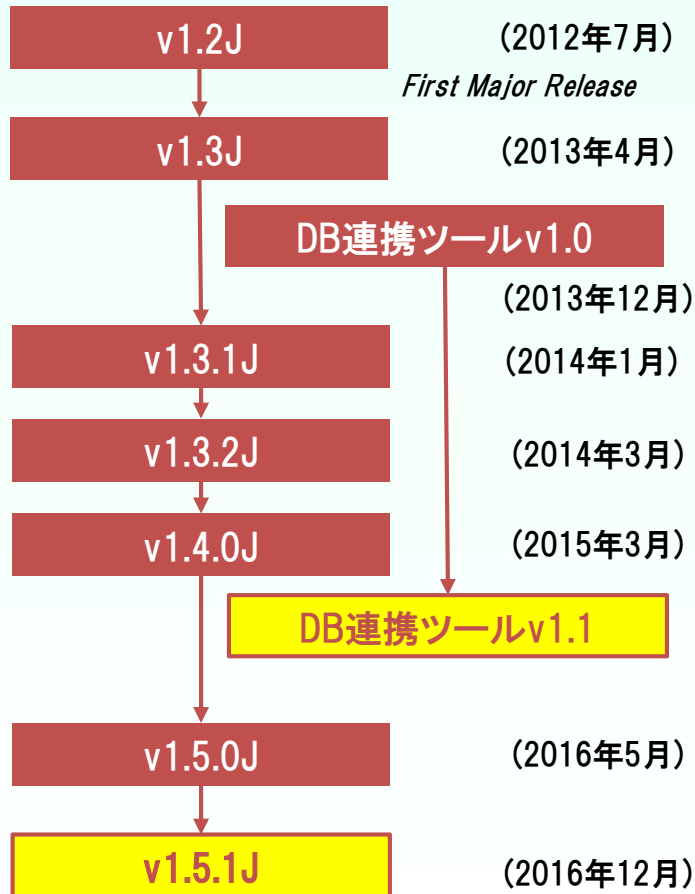 v1.2J (2012年7月)
First Major Release
v1.3J (2013年4月)
DB連携ツールv1.0
(2013年12月)
v1.3.1J (2014年1月)
v1.3.2J (2014年3月)
v1.4.0J (2015年3月)
DB連携ツールv1.1
v1.5.0J (2016年5月)
v1.5.1J (2016年12月)